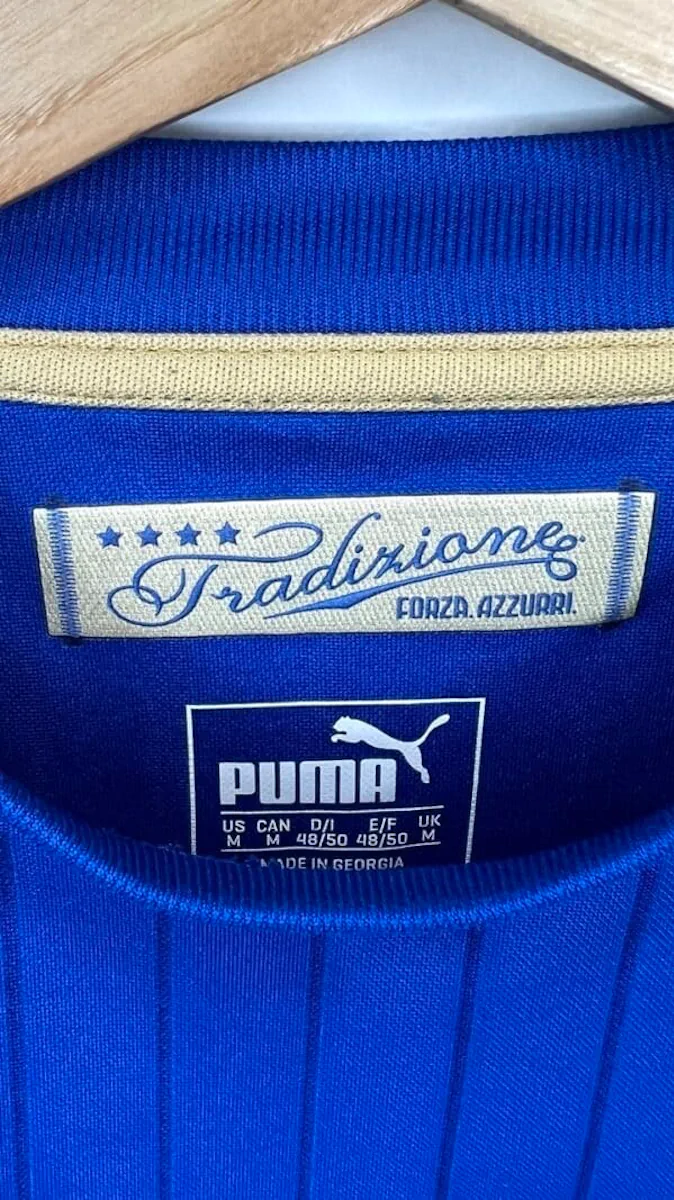 ★★★★
Tradizione
FORZA. AZZURRI.
PUMA
US CAN D/I E/F UK
M M 48/50 48/50 M
MADE IN GEORGIA